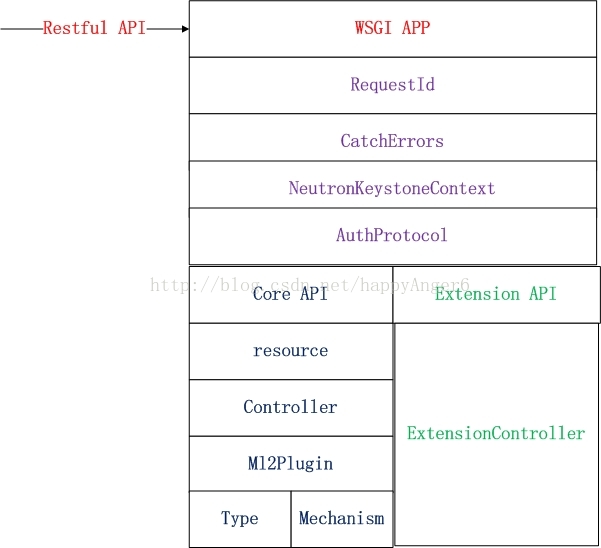 Restful API
WSGI APP
RequestId
CatchErrors
NeutronKeystoneContext
AuthProtocol
http://blog.csdn.net/happyAnger6
Core API
Extension API
resource
Controller
ExtensionController
Ml2Plugin
Type
Mechanism